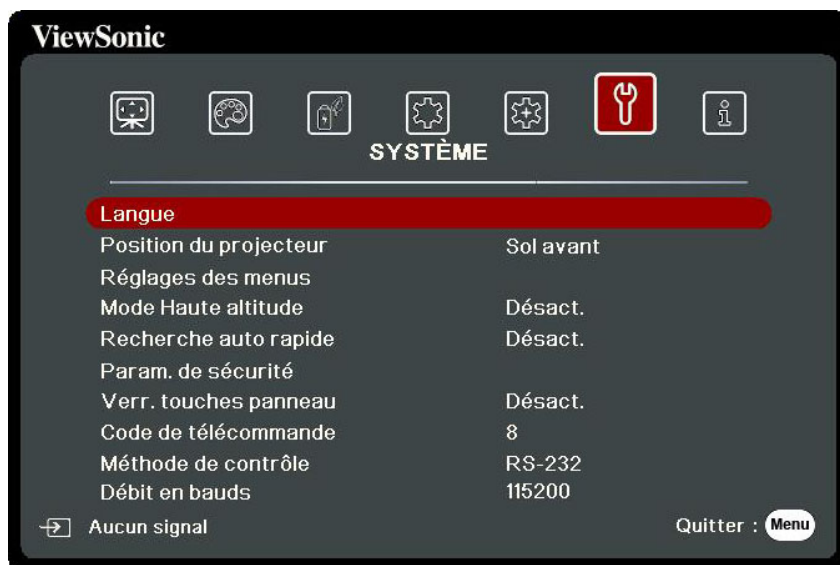 ViewSonic
SYSTÈME
Langue
Position du projecteur Sol avant
Réglages des menus
Mode Haute altitude Désact.
Recherche auto rapide Désact.
Param. de sécurité
Verr. touches panneau Désact.
Code de télécommande 8
Méthode de contrôle RS-232
Débit en bauds 115200
Aucun signal Quitter : Menu